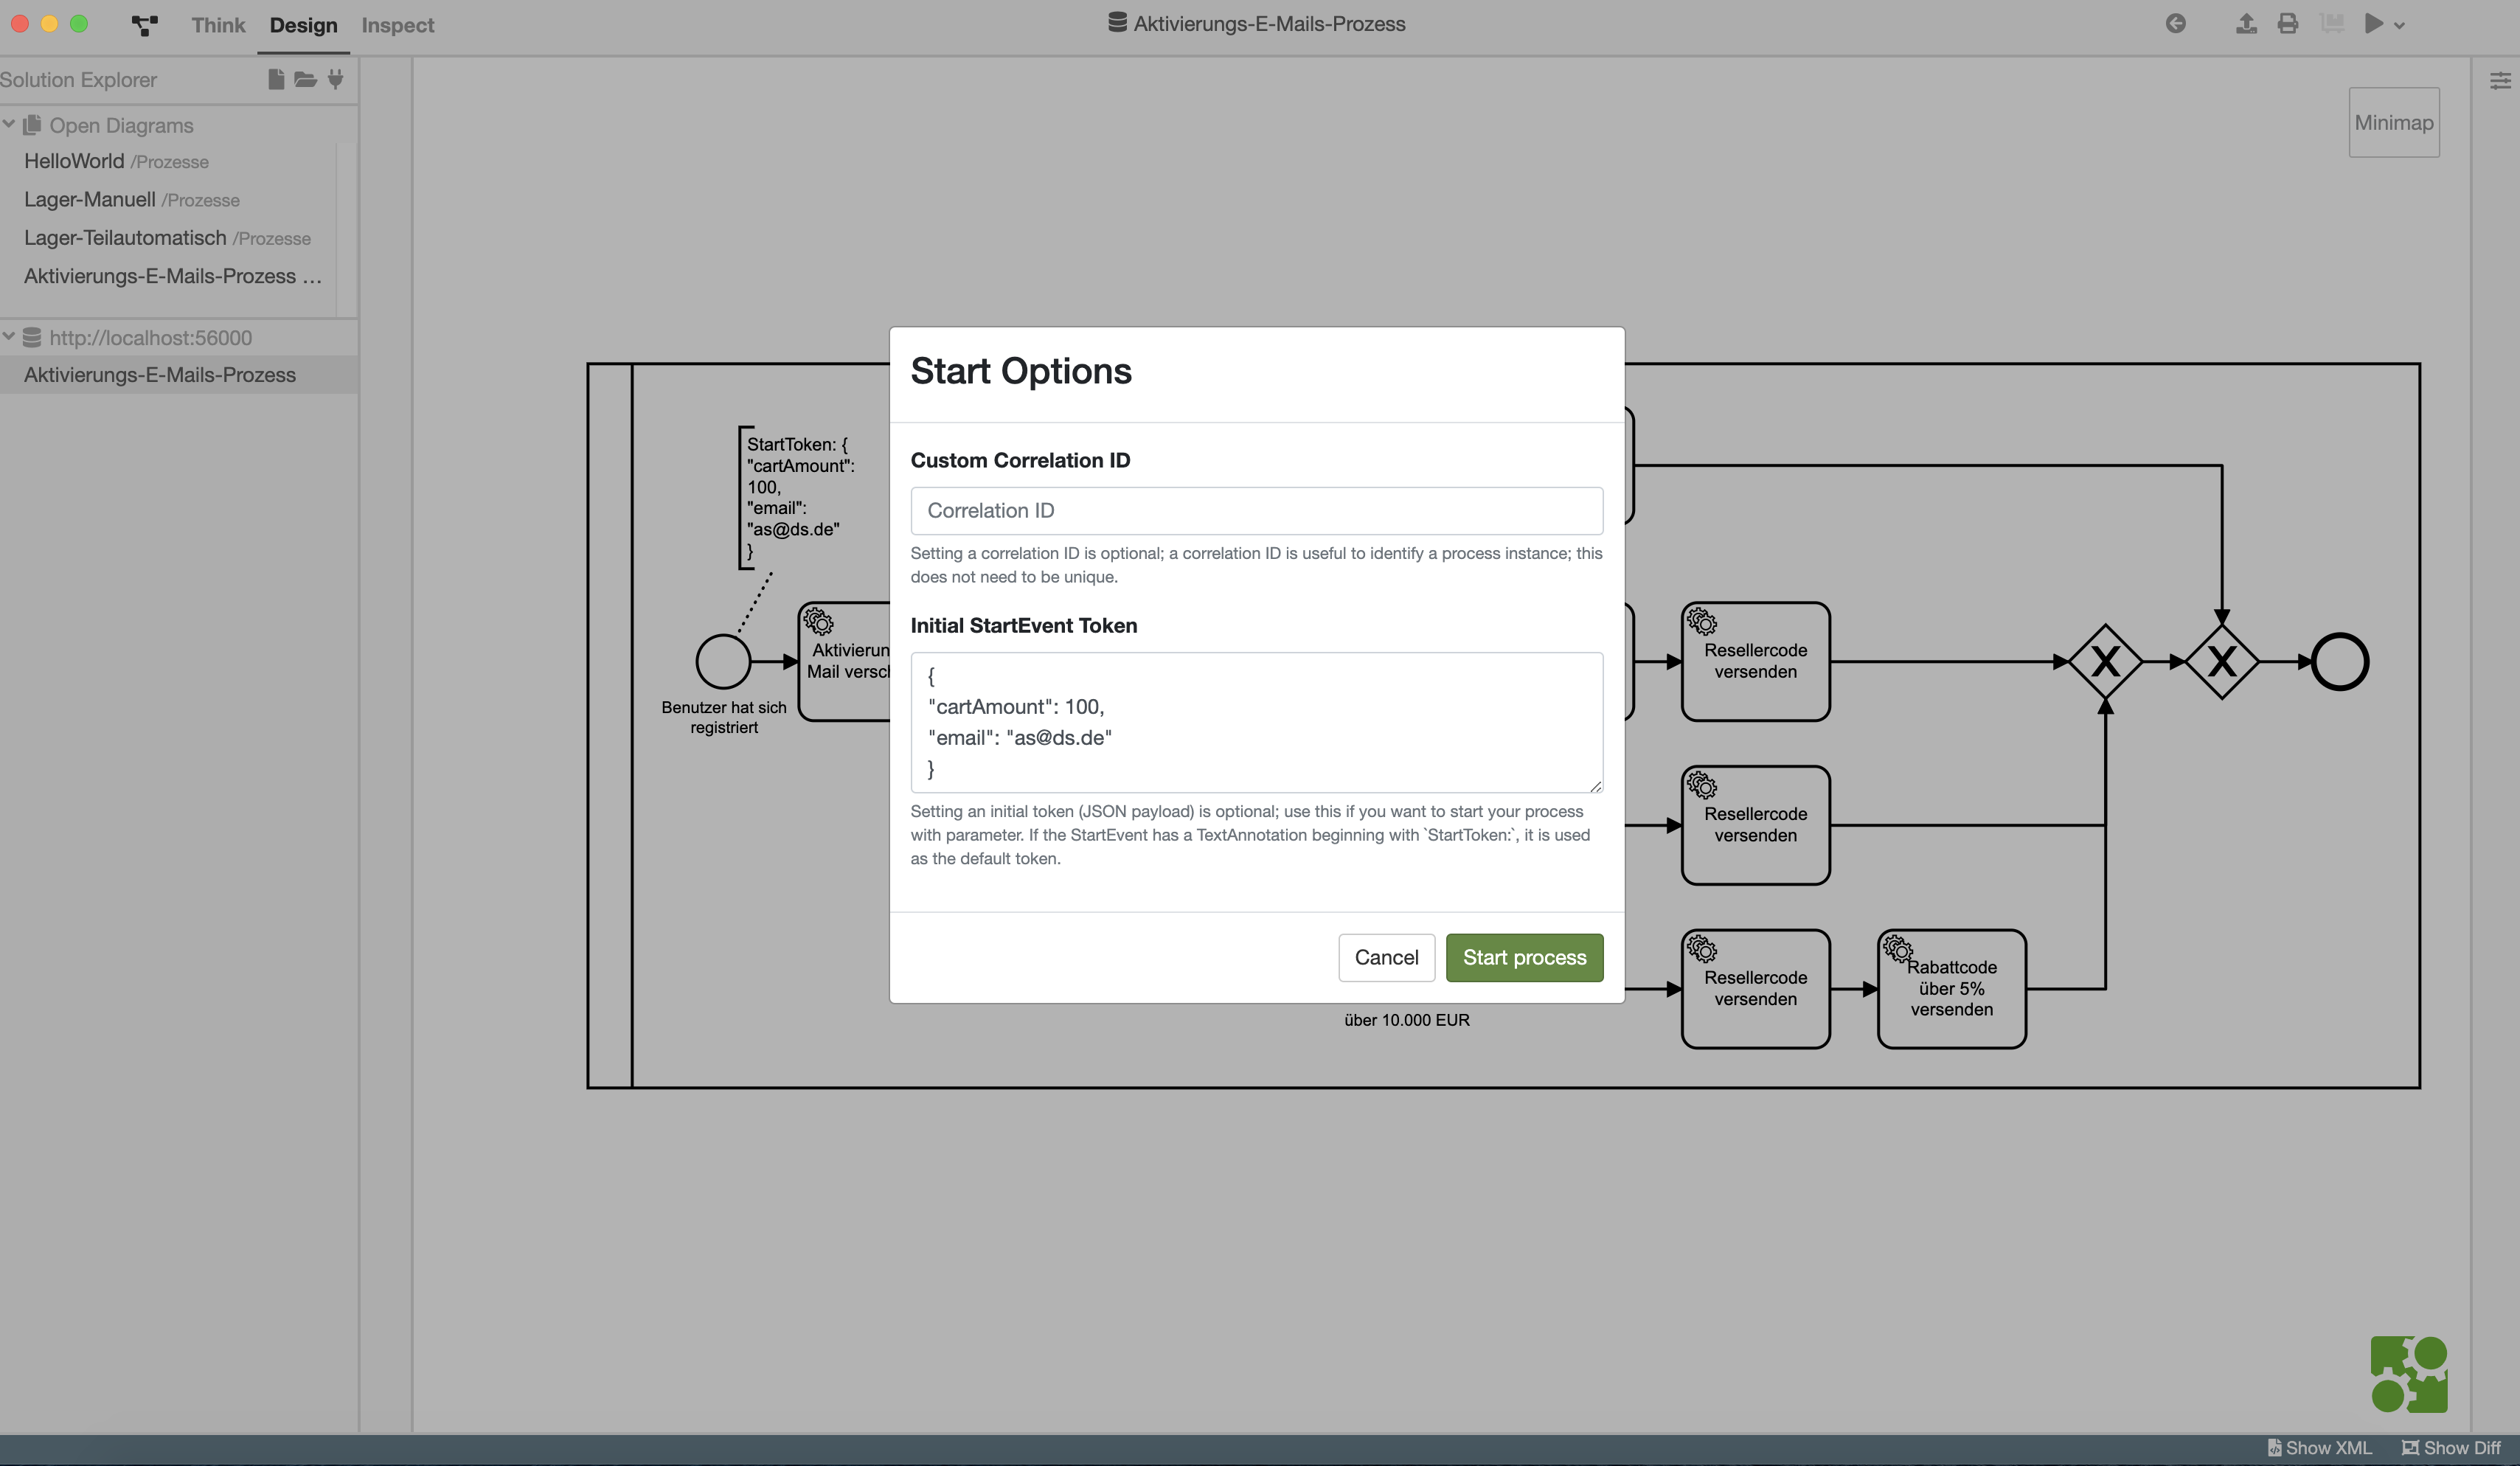 Think
Design
Inspect
Aktivierungs-E-Mails-Prozess
Solution Explorer
Open Diagrams
HelloWorld /Prozesse
Lager-Manuell /Prozesse
Lager-Teilautomatisch /Prozesse
Aktivierungs-E-Mails-Prozess ...
http://localhost:56000
Aktivierungs-E-Mails-Prozess
Minimap
StartToken: {
"cartAmount":
100,
"email":
"as@ds.de"
}
Benutzer hat sich
registriert
Mail
Start Options
Custom Correlation ID
Correlation ID
Setting a correlation ID is optional; a correlation ID is useful to identify a process instance; this
does not need to be unique.
Initial StartEvent Token
{
"cartAmount": 100,
"email": "as@ds.de"
}
Setting an initial token (JSON payload) is optional; use this if you want to start your process
with parameter. If the StartEvent has a TextAnnotation beginning with `StartToken:`, it is used
as the default token.
Cancel
Start process
über 10.000 EUR
Resellercode
versenden
X
X
Resellercode
versenden
Resellercode
versenden
Rabattcode
über 5%
versenden
Show XML
Show Diff